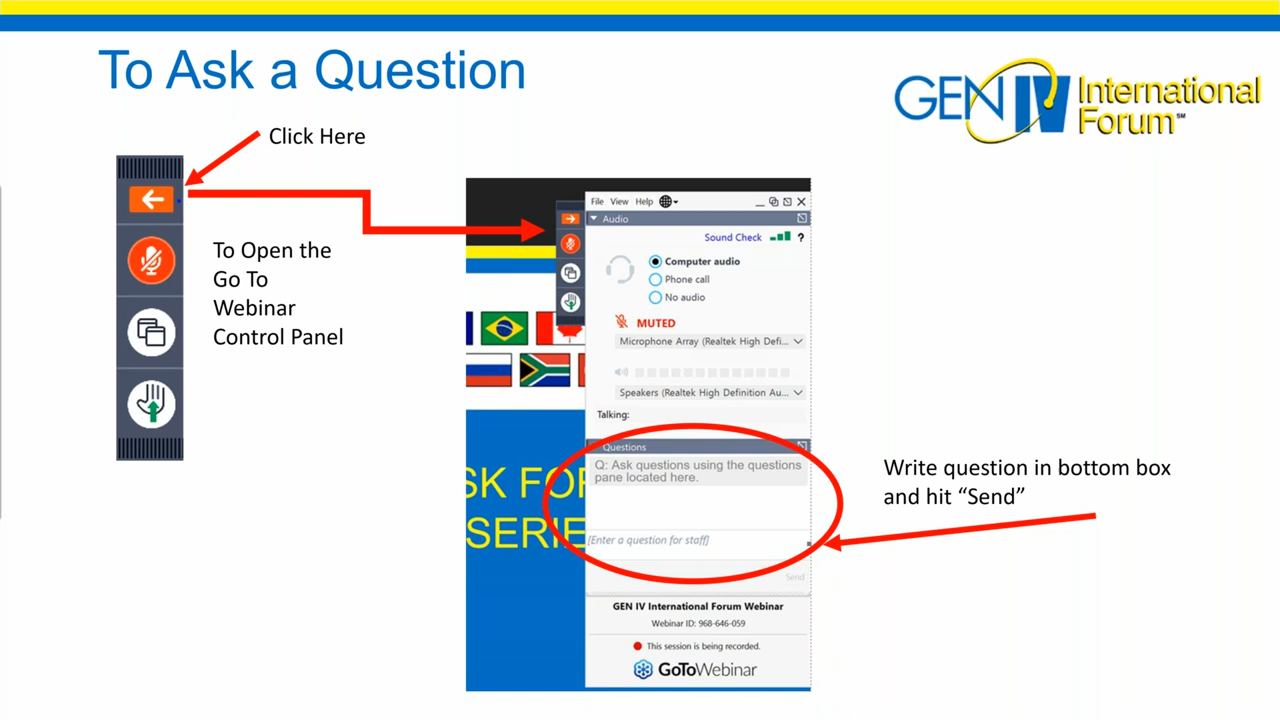 To Ask a Question
GEN IV International
Forum℠
Click Here
To Open the
Go To
Webinar
Control Panel
File View Help
Audio
Sound Check ?
Computer audio
Phone call
No audio
MUTED
Microphone Array (Realtek High Defi...
Speakers (Realtek High Definition Au...
Talking:
Questions
Q: Ask questions using the questions
pane located here.
SK FOR
SERIE
[Enter a question for staff]
Send
Write question in bottom box
and hit “Send”
GEN IV International Forum Webinar
Webinar ID: 968-646-059
This session is being recorded.
GoToWebinar